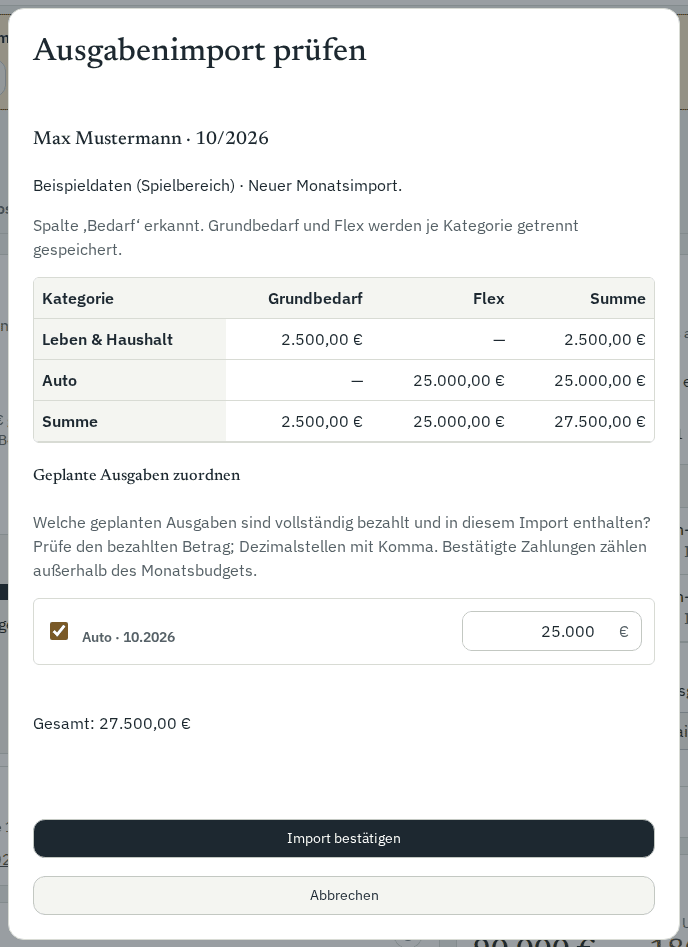 Ausgabenimport prüfen
Max Mustermann · 10/2026
Beispieldaten (Spielbereich) · Neuer Monatsimport.
Spalte ‚Bedarf‘ erkannt. Grundbedarf und Flex werden je Kategorie getrennt
gespeichert.
Kategorie Grundbedarf Flex Summe
Leben & Haushalt 2.500,00 € — 2.500,00 €
Auto — 25.000,00 € 25.000,00 €
Summe 2.500,00 € 25.000,00 € 27.500,00 €
Geplante Ausgaben zuordnen
Welche geplanten Ausgaben sind vollständig bezahlt und in diesem Import enthalten?
Prüfe den bezahlten Betrag; Dezimalstellen mit Komma. Bestätigte Zahlungen zählen
außerhalb des Monatsbudgets.
Auto · 10.2026 25.000 €
Gesamt: 27.500,00 €
Import bestätigen
Abbrechen